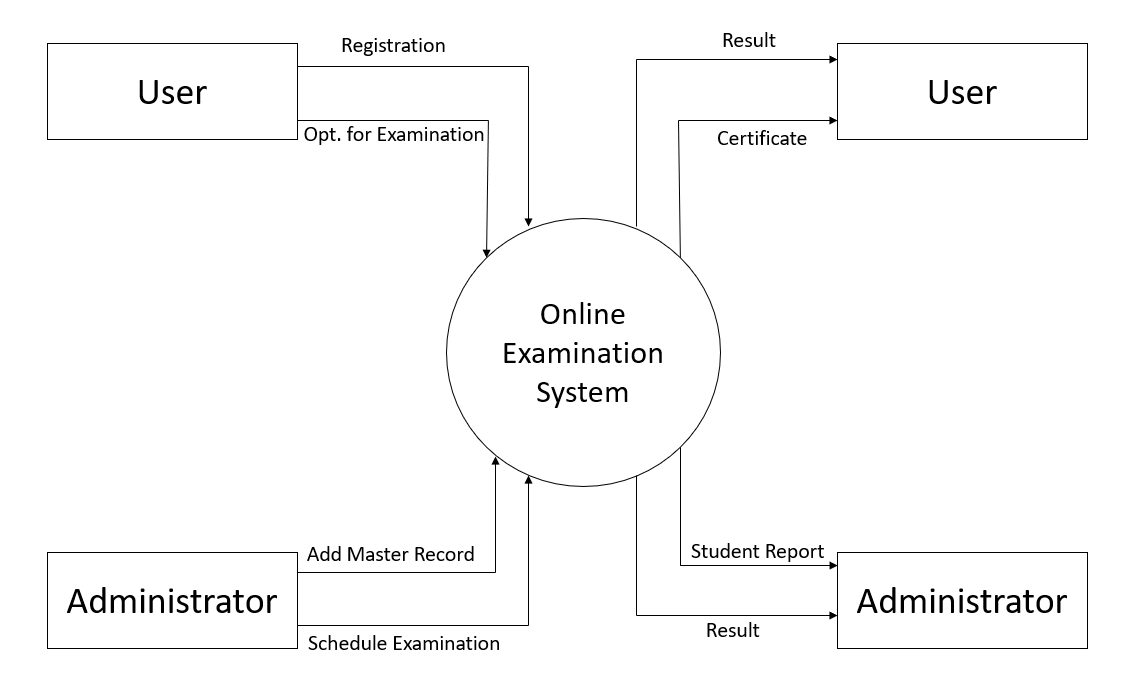 Registration
Result
User
User
Opt. for Examination
Certificate
Online
Examination
System
Add Master Record
Student Report
Administrator
Administrator
Schedule Examination
Result